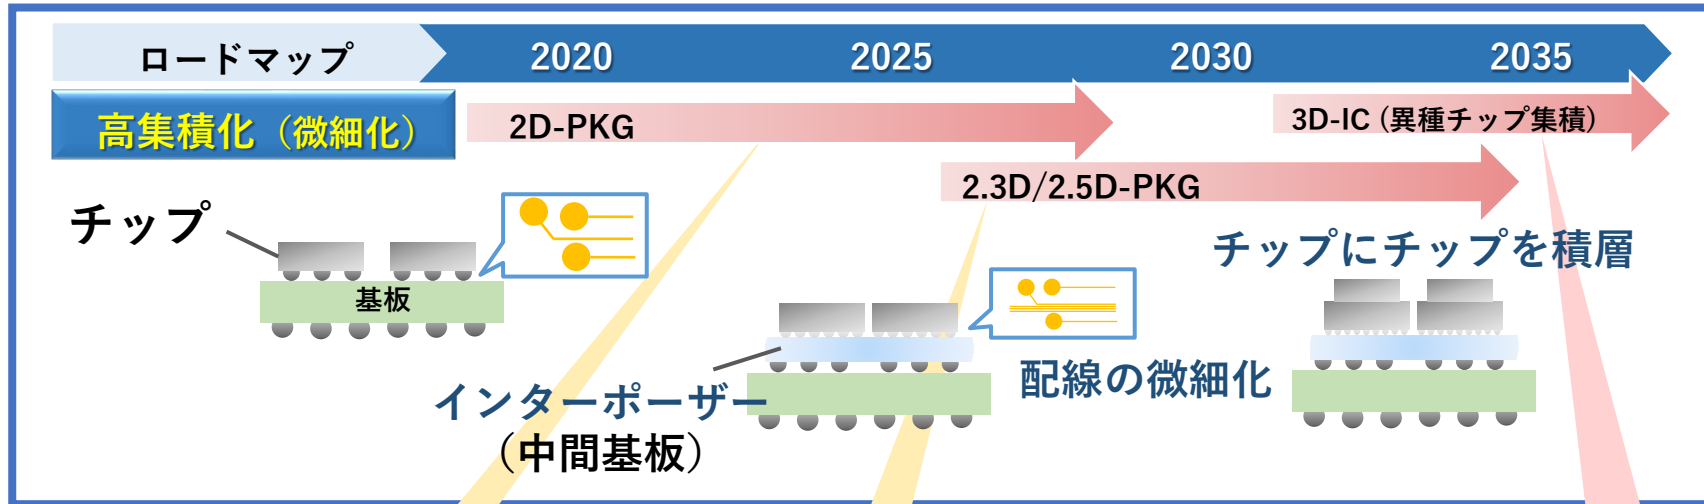 ロードマップ
2020
2025
2030
2035
高集積化（微細化）
2D-PKG
3D-IC (異種チップ集積)
2.3D/2.5D-PKG
チップ
チップにチップを積層
基板
配線の微細化
インターポーザー
（中間基板）